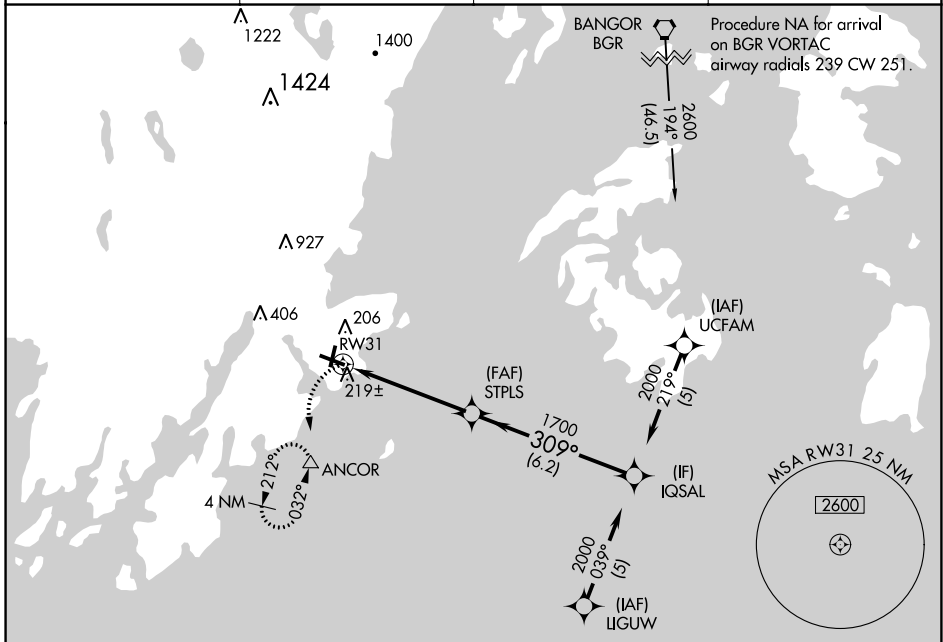 1222
1400
1424
BANGOR
BGR
Procedure NA for arrival
on BGR VORTAC
airway radials 239 CW 251.
2600
194°
(46.5)
927
406
206
RW31
219±
(IAF)
UCFAM
2000
219°
(5)
(FAF)
STPLS
1700
309°
(6.2)
(IF)
IQSAL
ANCOR
212°
032°
4 NM
2000
039°
(5)
(IAF)
LIGUW
MSA RW31 25 NM
2600